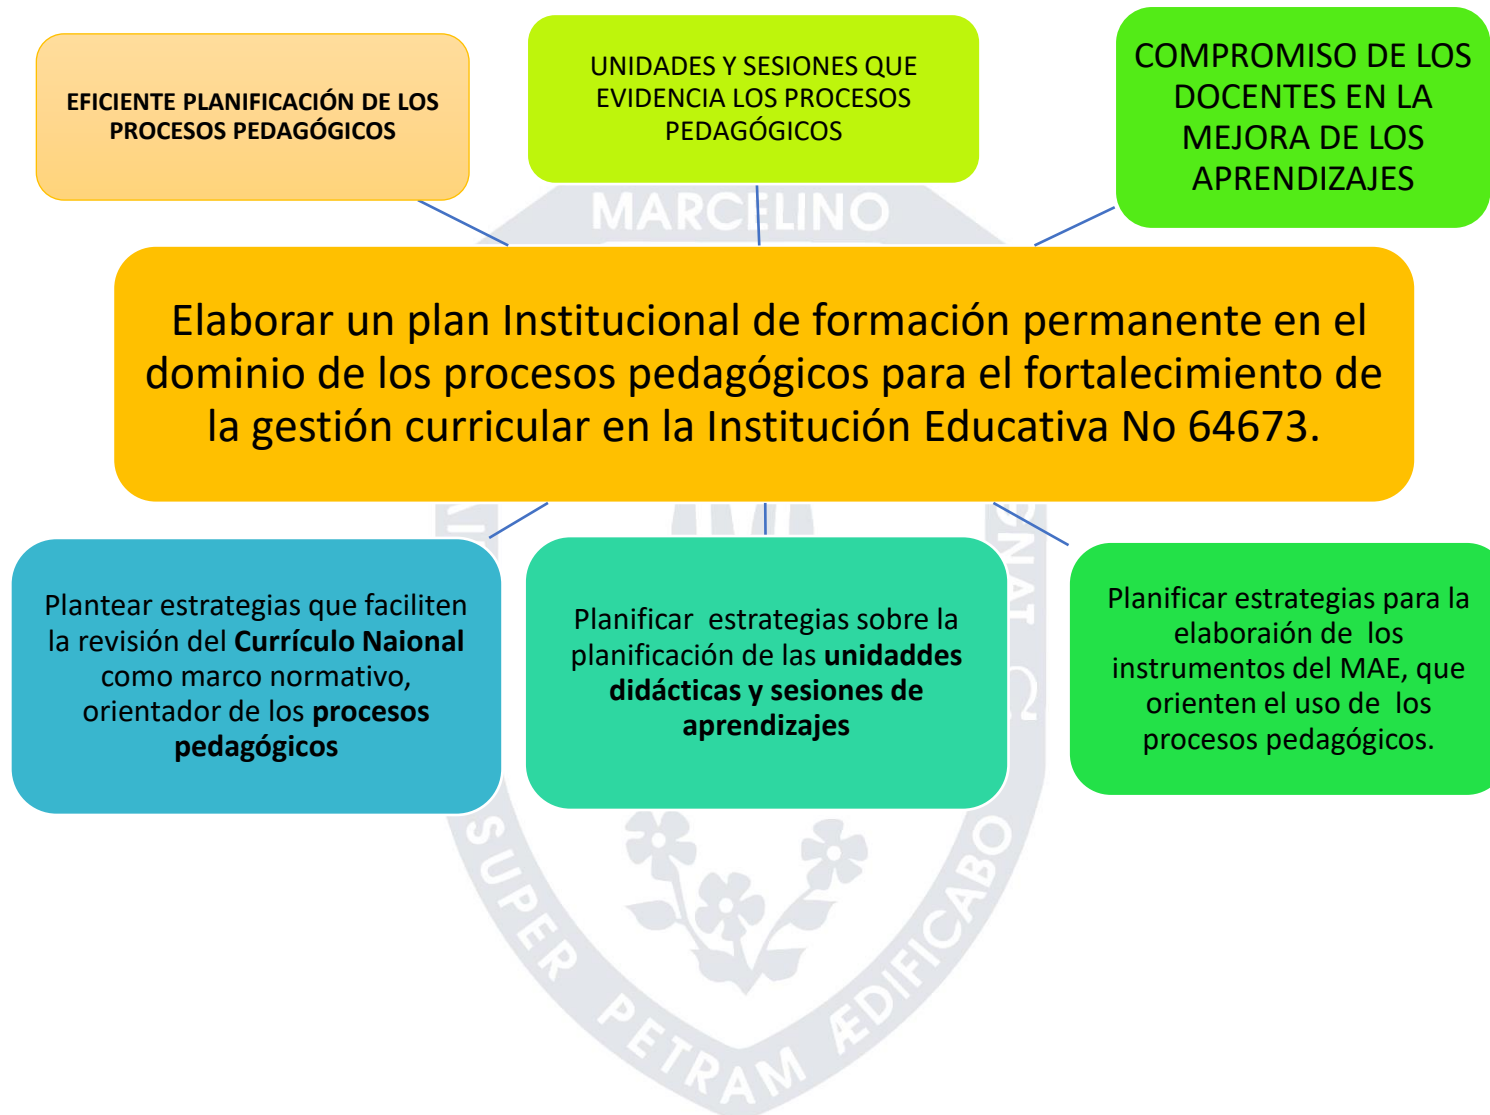 EFICIENTE PLANIFICACIÓN DE LOS
PROCESOS PEDAGÓGICOS
UNIDADES Y SESIONES QUE
EVIDENCIA LOS PROCESOS
PEDAGÓGICOS
COMPROMISO DE LOS
DOCENTES EN LA
MEJORA DE LOS
APRENDIZAJES
MARCELINO
Elaborar un plan Institucional de formación permanente en el
dominio de los procesos pedagógicos para el fortalecimiento de
la gestión curricular en la Institución Educativa No 64673.
Plantear estrategias que faciliten
la revisión del Currículo Naional
como marco normativo,
orientador de los procesos
pedagógicos
Planificar estrategias sobre la
planificación de las unidaddes
didácticas y sesiones de
aprendizajes
Planificar estrategias para la
elaboraión de los
instrumentos del MAE, que
orienten el uso de los
procesos pedagógicos.
SUPER PETRAM ÆDIFICABO